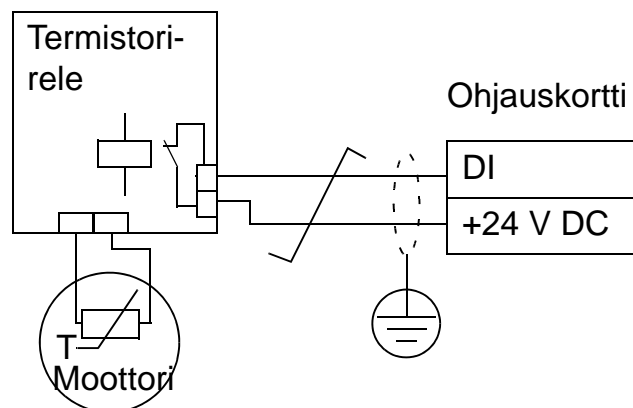 Termistori-
rele
Ohjauskortti
DI
+24 V DC
T
Moottori